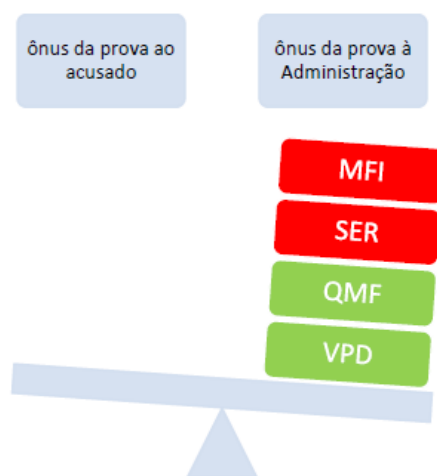 ônus da prova ao
acusado
ônus da prova à
Administração
MFI
SER
QMF
VPD